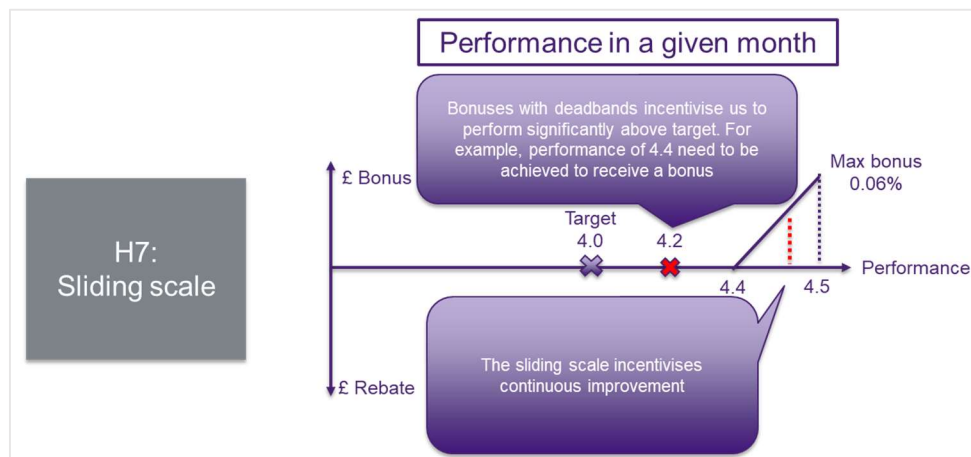 Performance in a given month
Bonuses with deadbands incentivise us to
perform significantly above target. For
example, performance of 4.4 need to be
achieved to receive a bonus
Max bonus
0.06%
£ Bonus
Target
4.0
4.2
H7:
Sliding scale
Performance
4.4
4.5
The sliding scale incentivises
continuous improvement
£ Rebate